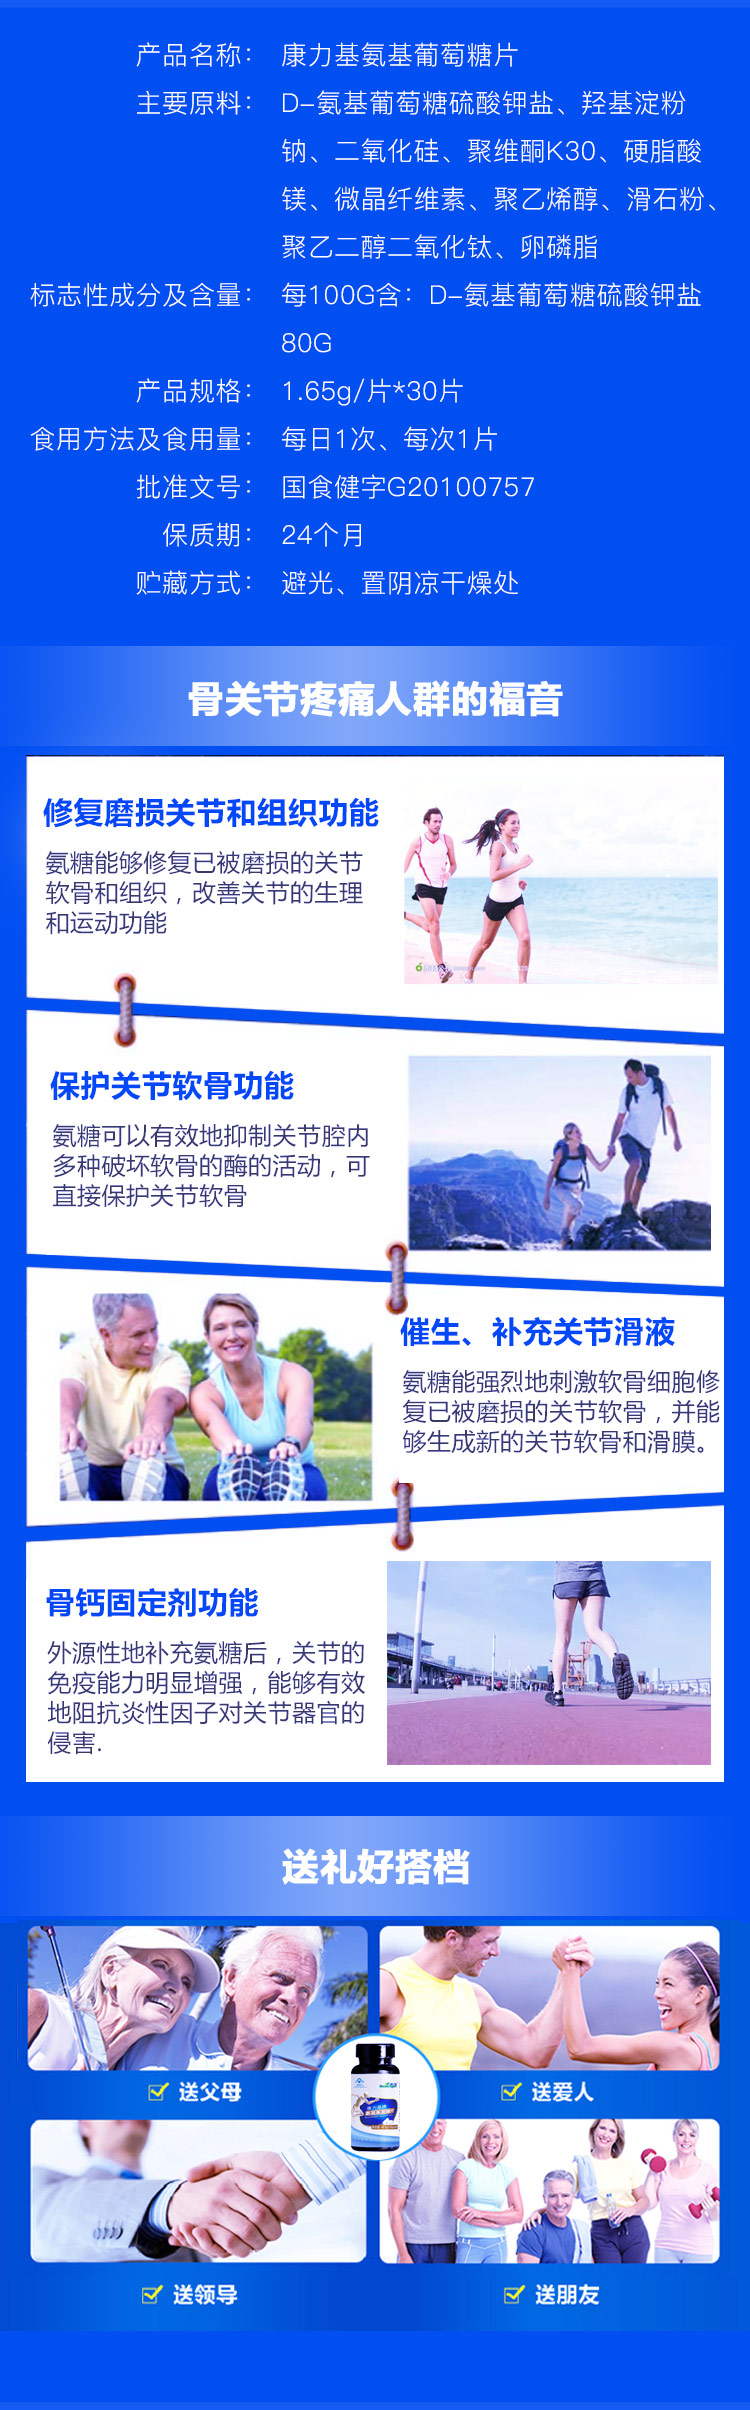 产品名称： 康力基氨基葡萄糖片
主要原料： D-氨基葡萄糖硫酸钾盐、羟基淀粉
钠、二氧化硅、聚维酮K30、硬脂酸
镁、微晶纤维素、聚乙烯醇、滑石粉、
聚乙二醇二氧化钛、卵磷脂
标志性成分及含量： 每100G含：D-氨基葡萄糖硫酸钾盐
80G
产品规格： 1.65g/片*30片
食用方法及食用量： 每日1次、每次1片
批准文号： 国食健字G20100757
保质期： 24个月
贮藏方式： 避光、置阴凉干燥处
骨关节疼痛人群的福音
修复磨损关节和组织功能
氨糖能够修复已被磨损的关节
软骨和组织，改善关节的生理
和运动功能
保护关节软骨功能
氨糖可以有效地抑制关节腔内
多种破坏软骨的酶的活动，可
直接保护关节软骨
催生、补充关节滑液
氨糖能强烈地刺激软骨细胞修
复已被磨损的关节软骨，并能
够生成新的关节软骨和滑膜。
骨钙固定剂功能
外源性地补充氨糖后，关节的
免疫能力明显增强，能够有效
地阻抗炎性因子对关节器官的
侵害.
送礼好搭档
送父母
送爱人
送领导
送朋友